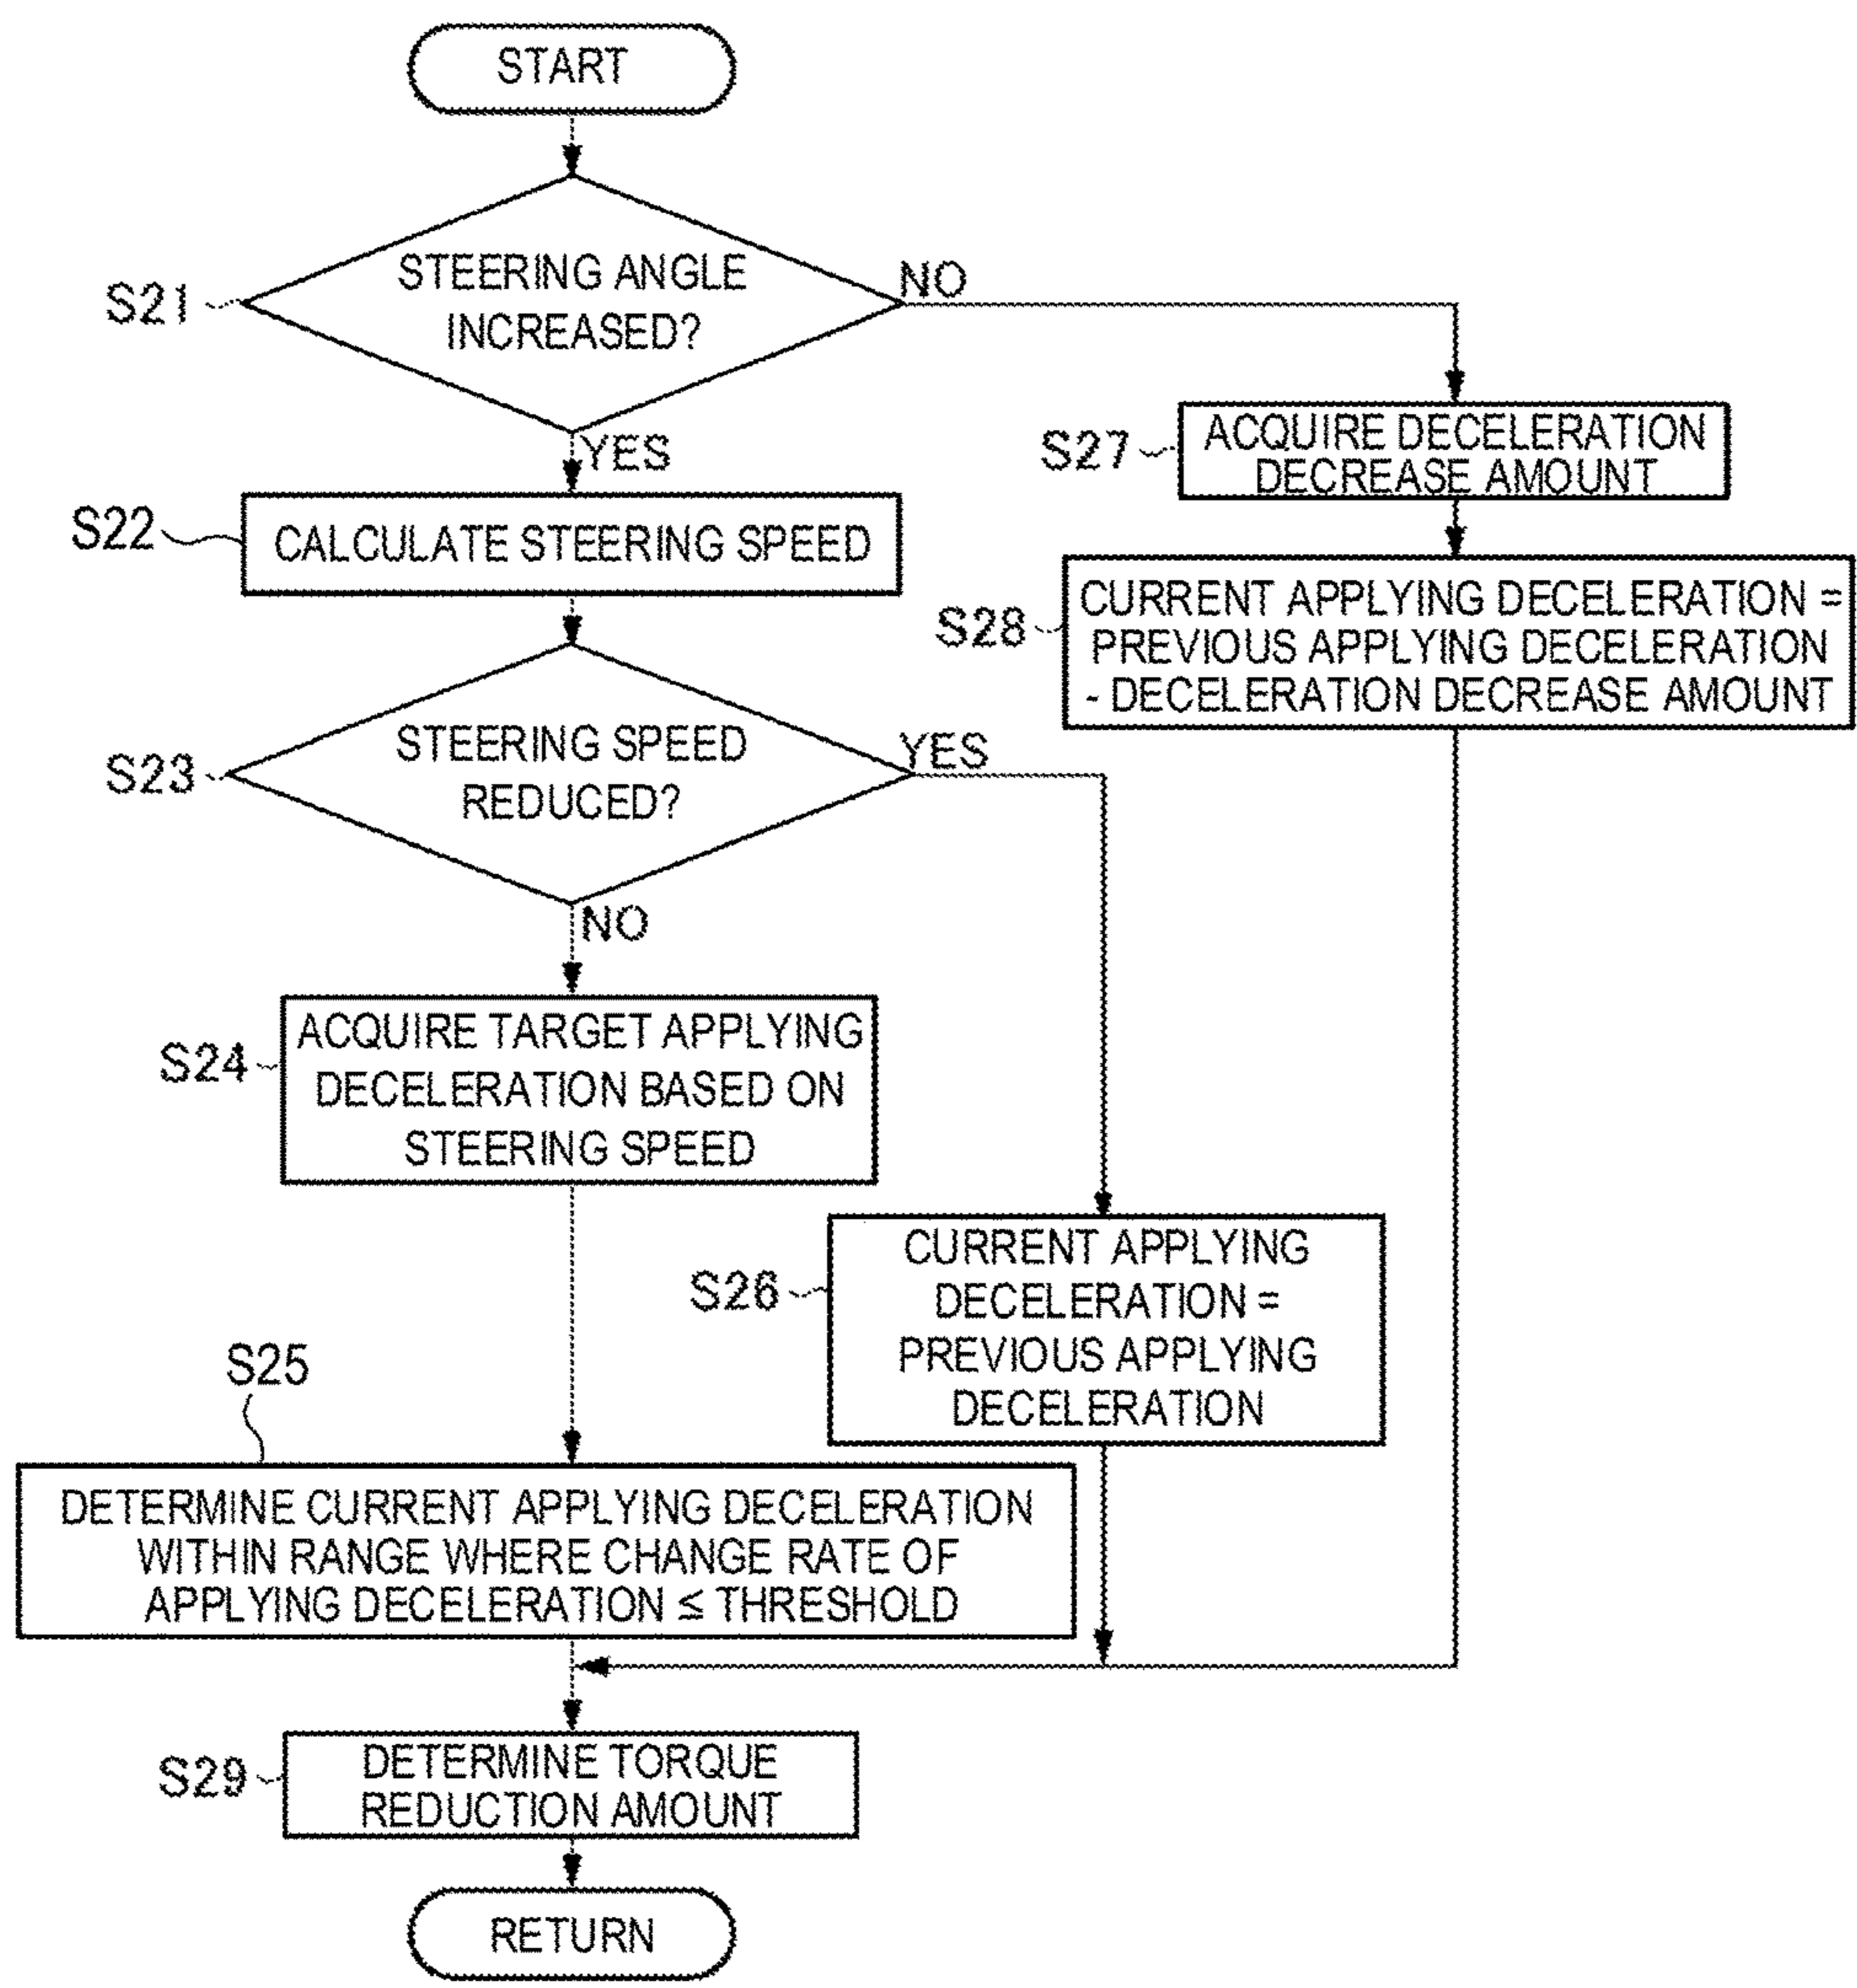 START
S21
STEERING ANGLE
INCREASED?
NO
YES
S27
ACQUIRE DECELERATION
DECREASE AMOUNT
S22
CALCULATE STEERING SPEED
S28
CURRENT APPLYING DECELERATION =
PREVIOUS APPLYING DECELERATION
- DECELERATION DECREASE AMOUNT
S23
STEERING SPEED
REDUCED?
YES
NO
S24
ACQUIRE TARGET APPLYING
DECELERATION BASED ON
STEERING SPEED
S26
CURRENT APPLYING
DECELERATION =
PREVIOUS APPLYING
DECELERATION
S25
DETERMINE CURRENT APPLYING DECELERATION
WITHIN RANGE WHERE CHANGE RATE OF
APPLYING DECELERATION ≤ THRESHOLD
S29
DETERMINE TORQUE
REDUCTION AMOUNT
RETURN